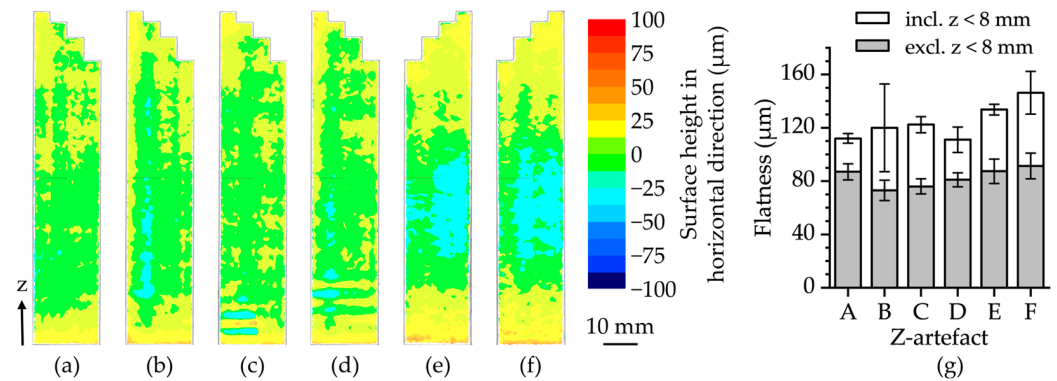 z
(a)
(b)
(c)
(d)
(e)
(f)
100
75
50
25
0
−25
−50
−75
−100
Surface height in
horizontal direction (µm)
10 mm
incl. z < 8 mm
excl. z < 8 mm
Flatness (µm)
160
120
80
40
0
A B C D E F
Z-artefact
(g)